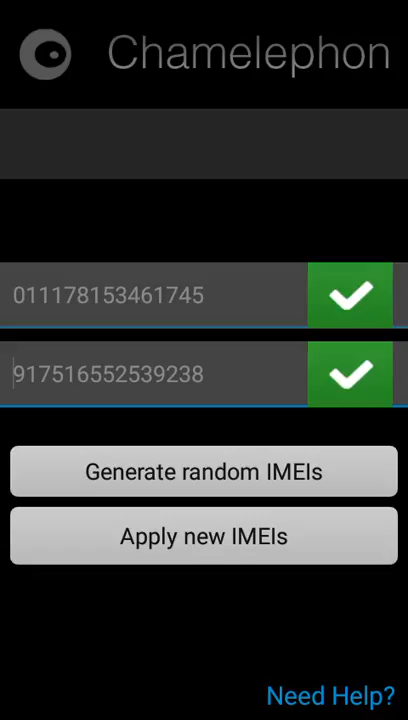 Chamelephon
011178153461745
917516552539238
Generate random IMEIs
Apply new IMEIs
Need Help?